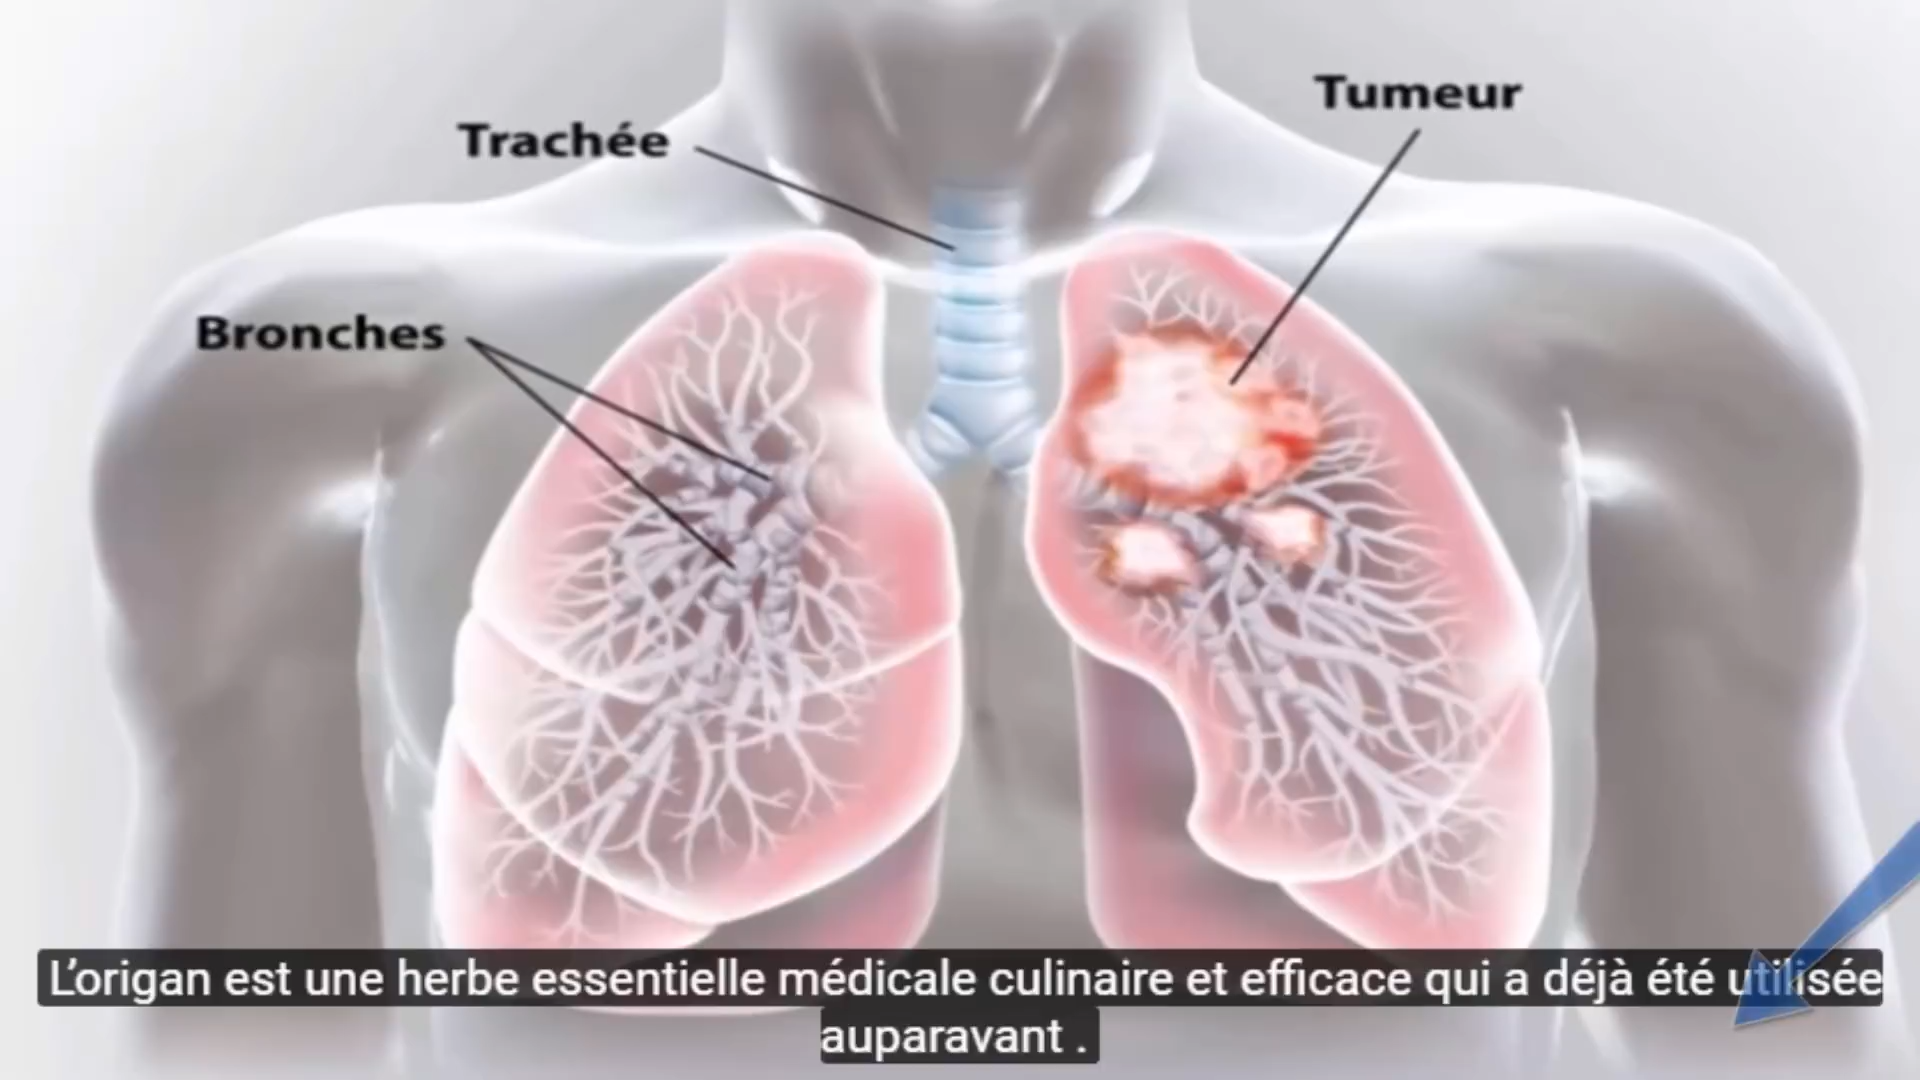 Tumeur
Trachée
Bronches
L’origan est une herbe essentielle médicale culinaire et efficace qui a déjà été utilisée
auparavant .